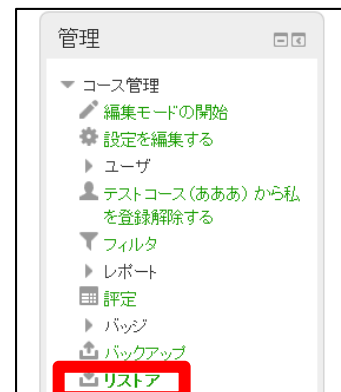 管理
コース管理
編集モードの開始
設定を編集する
ユーザ
テストコース(あああ) から私
を登録解除する
フィルタ
レポート
評定
バッジ
バックアップ
リストア